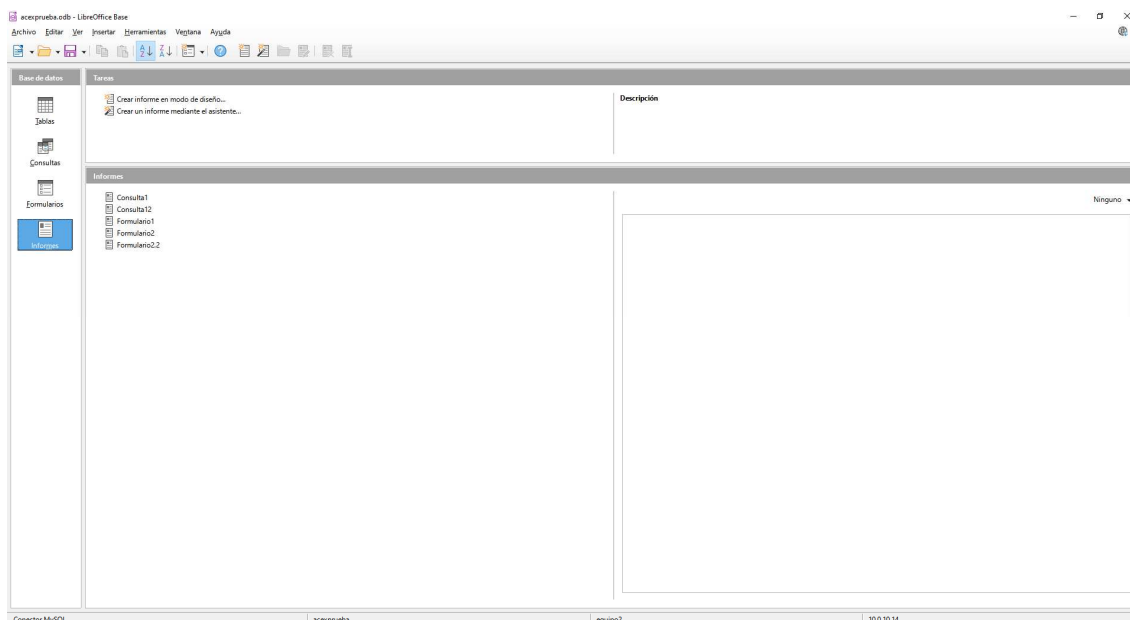 acexprueba.odb - LibreOffice Base
Archivo Editar Ver Insertar Herramientas Ventana Ayuda
Base de datos
Tareas
Tablas
Consultas
Formularios
Informes
Crear informe en modo de diseño...
Crear un informe mediante el asistente...
Descripción
Informes
Consulta1
Consulta12
Formulario1
Formulario2
Formulario2.2
Ninguno
Conector MySQL acexprueba equipo2 10.0.10.14